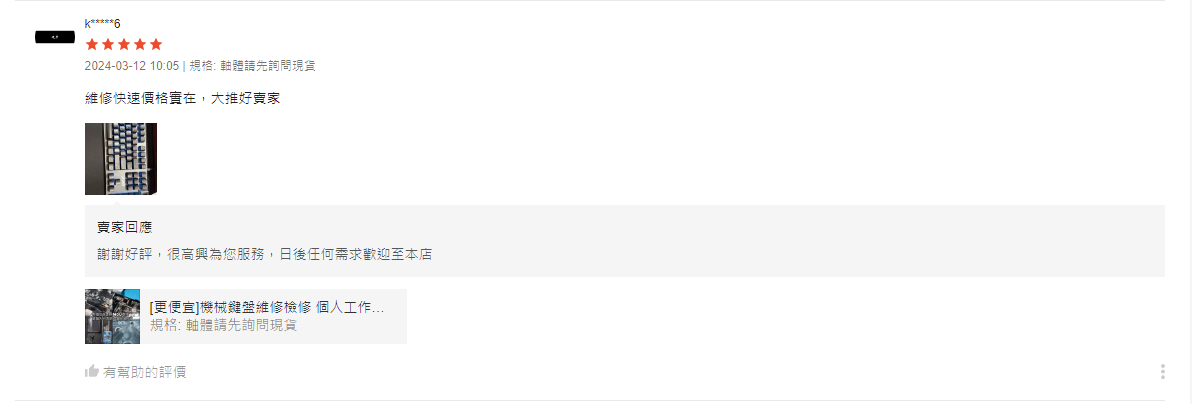 k*****6
2024-03-12 10:05 | 規格: 軸體請先詢問現貨
維修快速價格實在，大推好賣家
賣家回應
謝謝好評，很高興為您服務，日後任何需求歡迎至本店
[更便宜]機械鍵盤維修檢修 個人工作...
規格: 軸體請先詢問現貨
有幫助的評價